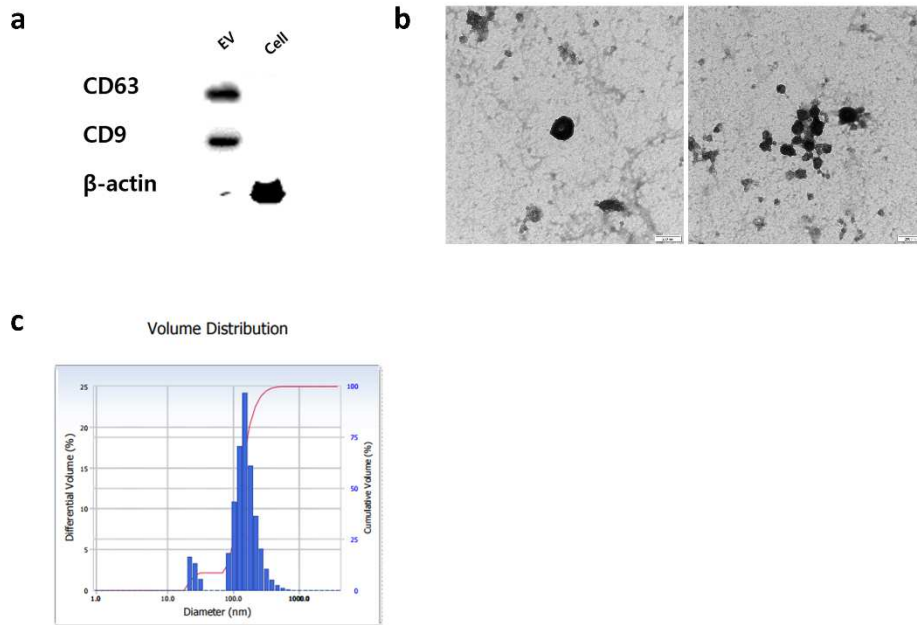 a
EV Cell
CD63
CD9
β-actin
b
c
Volume Distribution
Differential Volume (%)
25
20
15
10
5
0
100
75
50
25
0
Cumulative Volume (%)
1.0 10.0 100.0 1000.0
Diameter (nm)